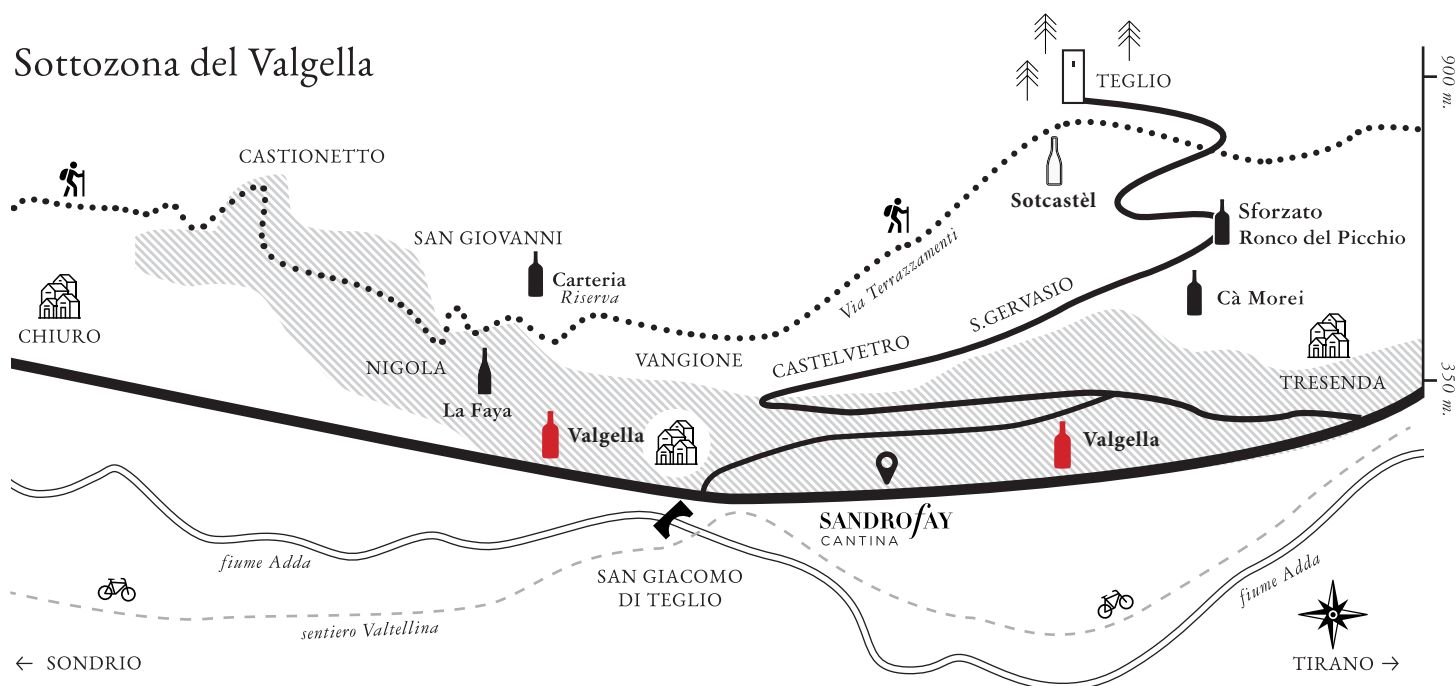 Sottozona del Valgella
900 m.
TEGLIO
CASTIONETTO
Sotcastèl
Sforzato
Ronco del Picchio
SAN GIOVANNI
Via Terrazzamenti
Carteria
Riserva
S.GERVASIO
Cà Morei
CHIURO
NIGOLA
VANGIONE
CASTELVETRO
TRESENDA
350 m.
La Faya
Valgella
Valgella
SANDROfAY
CANTINA
fiume Adda
SAN GIACOMO
DI TEGLIO
fiume Adda
sentiero Valtellina
← SONDRIO
TIRANO →